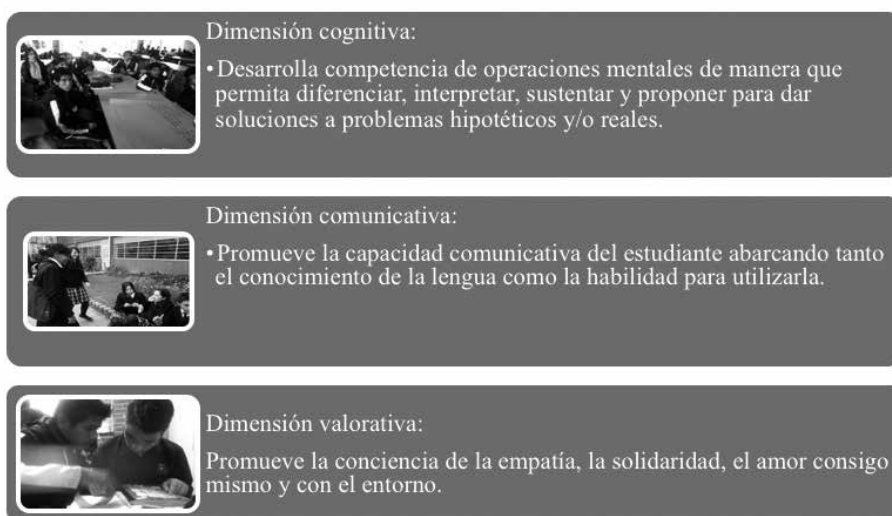 Dimensión cognitiva:
•Desarrolla competencia de operaciones mentales de manera que
permita diferenciar, interpretar, sustentar y proponer para dar
soluciones a problemas hipotéticos y/o reales.
Dimensión comunicativa:
•Promueve la capacidad comunicativa del estudiante abarcando tanto
el conocimiento de la lengua como la habilidad para utilizarla.
Dimensión valorativa:
Promueve la conciencia de la empatía, la solidaridad, el amor consigo
mismo y con el entorno.